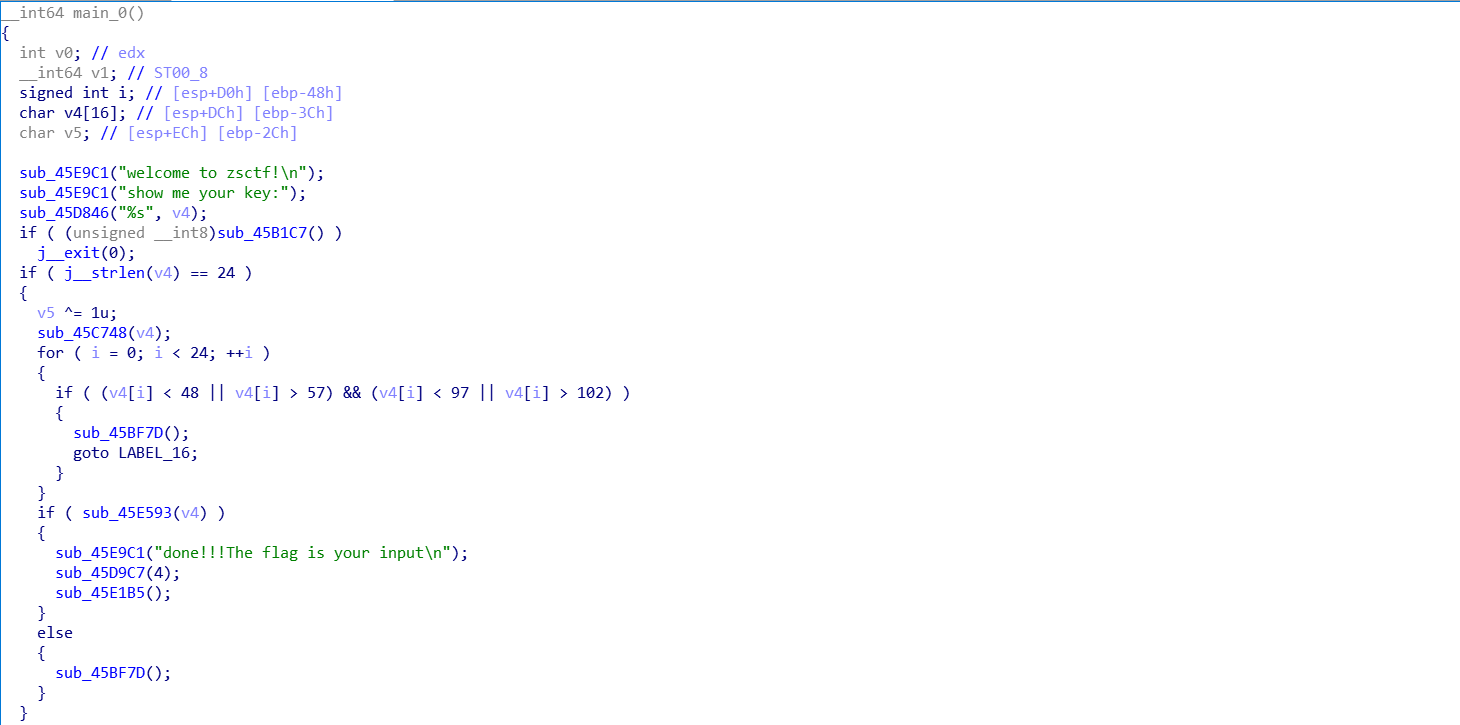 __int64 main_0()
{
  int v0; // edx
  __int64 v1; // ST00_8
  signed int i; // [esp+D0h] [ebp-48h]
  char v4[16]; // [esp+DCh] [ebp-3Ch]
  char v5; // [esp+ECh] [ebp-2Ch]

  sub_45E9C1("welcome to zsctf!\n");
  sub_45E9C1("show me your key:");
  sub_45D846("%s", v4);
  if ( (unsigned __int8)sub_45B1C7() )
    j__exit(0);
  if ( j__strlen(v4) == 24 )
  {
    v5 ^= 1u;
    sub_45C748(v4);
    for ( i = 0; i < 24; ++i )
    {
      if ( (v4[i] < 48 || v4[i] > 57) && (v4[i] < 97 || v4[i] > 102) )
      {
        sub_45BF7D();
        goto LABEL_16;
      }
    }
    if ( sub_45E593(v4) )
    {
      sub_45E9C1("done!!!The flag is your input\n");
      sub_45D9C7(4);
      sub_45E1B5();
    }
    else
    {
      sub_45BF7D();
    }
  }